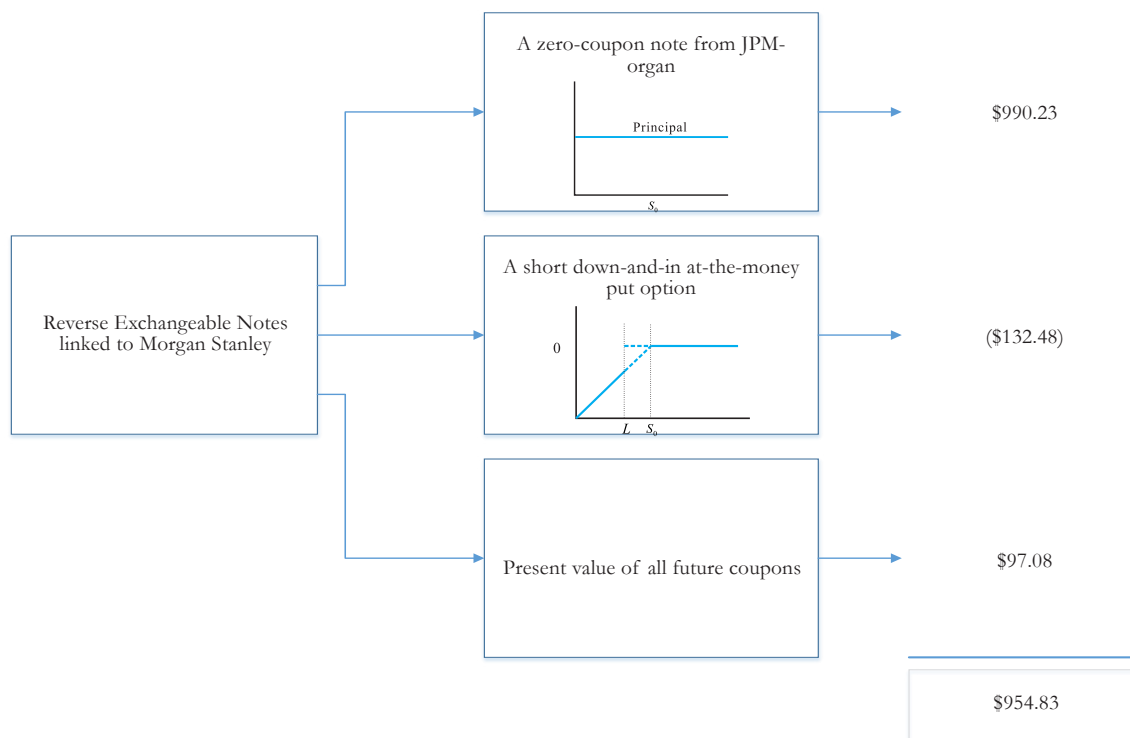 A zero-coupon note from JPM-
organ
Principal
S₀
$990.23
Reverse Exchangeable Notes
linked to Morgan Stanley
A short down-and-in at-the-money
put option
0
L S₀
($132.48)
Present value of all future coupons
$97.08
$954.83